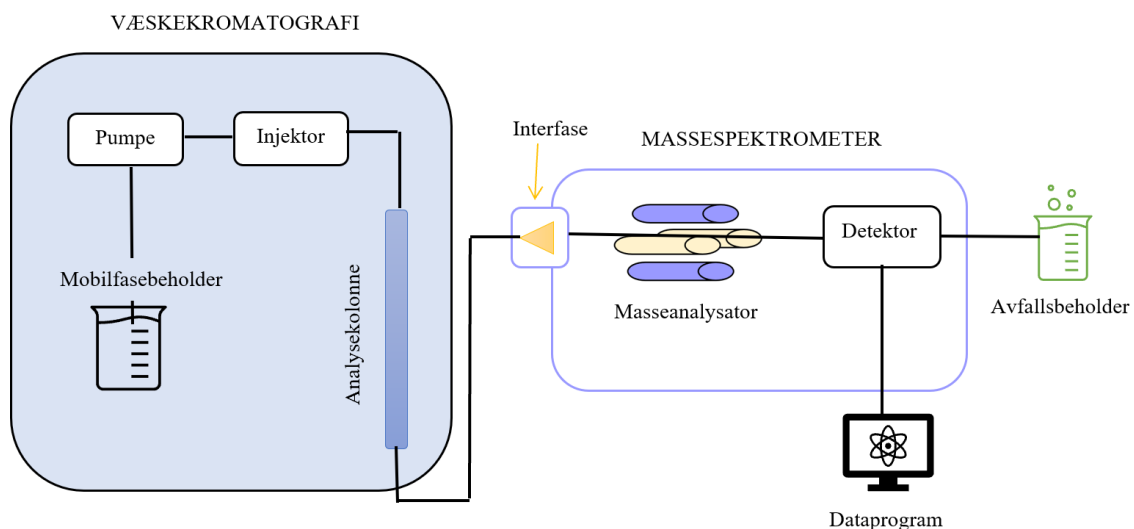 VÆSKEKROMATOGRAFI
Pumpe
Injektor
Mobilfasebeholder
Analysekolonne
Interfase
MASSESPEKTROMETER
Masseanalysator
Detektor
Avfallsbeholder
Dataprogram